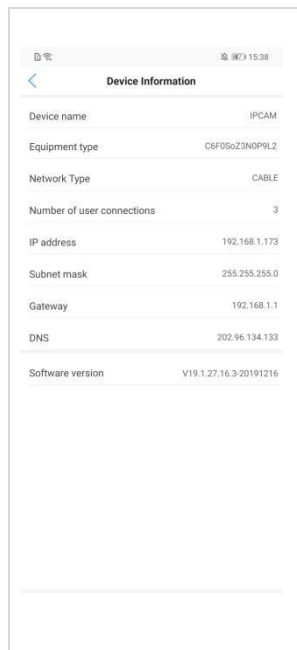 15:38
Device Information
Device name IPCAM
Equipment type C6F0SoZ3N0P9L2
Network Type CABLE
Number of user connections 3
IP address 192.168.1.173
Subnet mask 255.255.255.0
Gateway 192.168.1.1
DNS 202.96.134.133
Software version V19.1.27.16.3-20191216